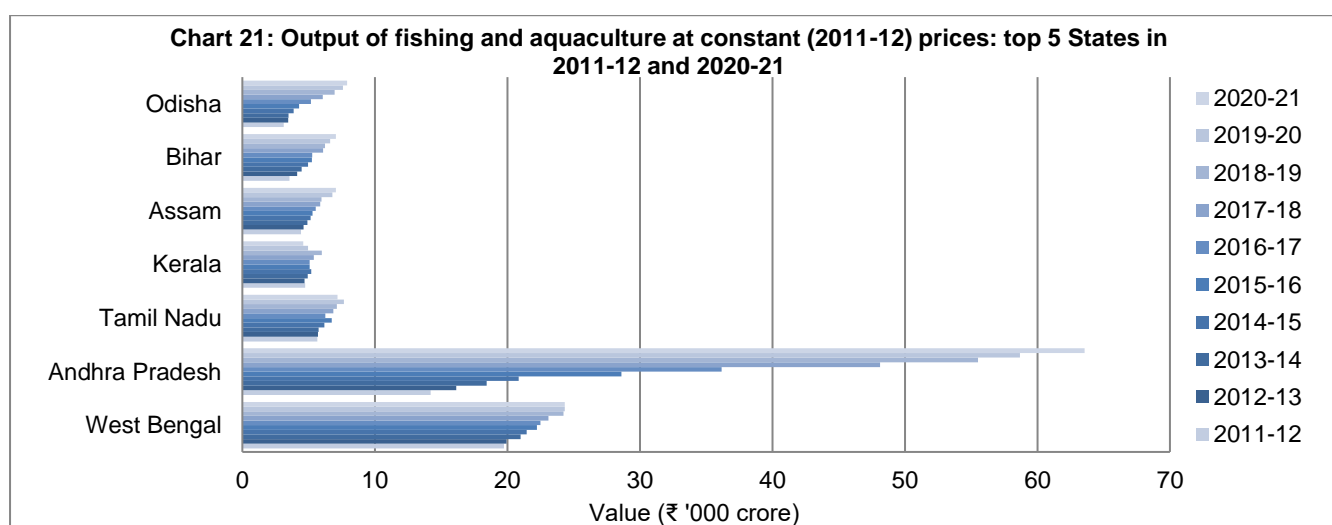 Chart 21: Output of fishing and aquaculture at constant (2011-12) prices: top 5 States in
2011-12 and 2020-21
Odisha
Bihar
Assam
Kerala
Tamil Nadu
Andhra Pradesh
West Bengal
0 10 20 30 40 50 60 70
Value (₹ '000 crore)
2020-21
2019-20
2018-19
2017-18
2016-17
2015-16
2014-15
2013-14
2012-13
2011-12